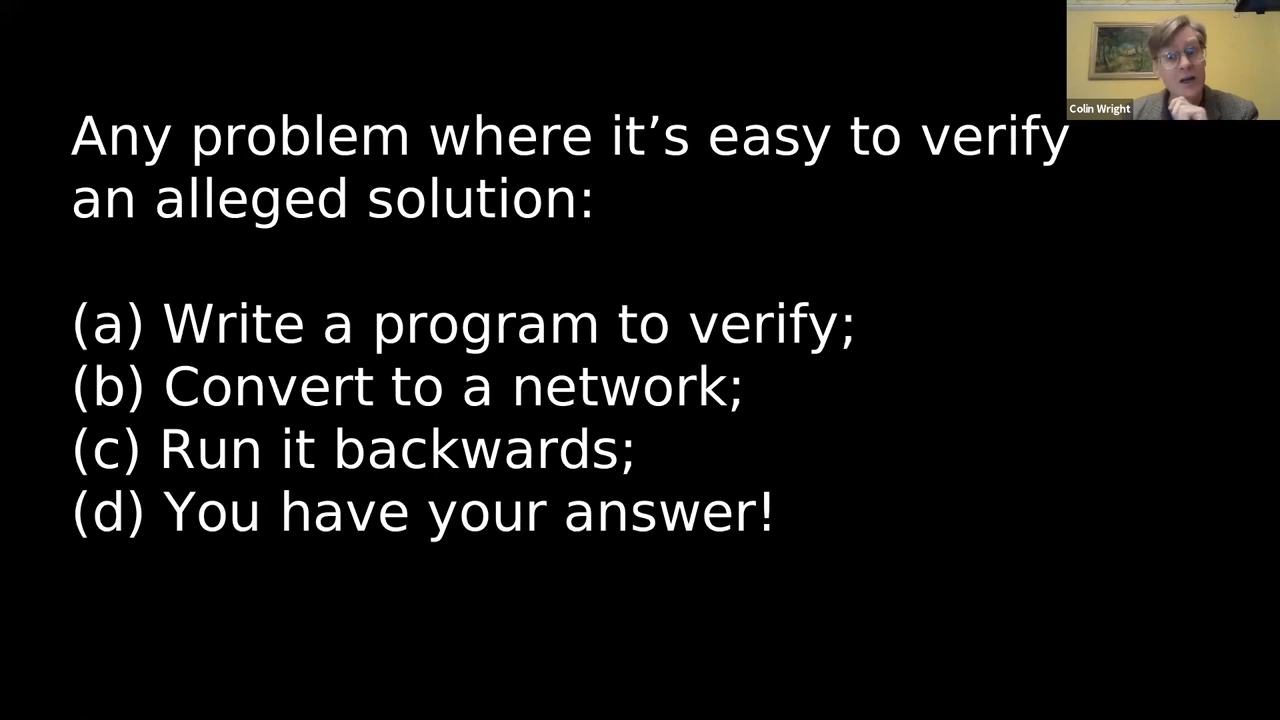 Colin Wright
Any problem where it’s easy to verify
an alleged solution:
(a) Write a program to verify;
(b) Convert to a network;
(c) Run it backwards;
(d) You have your answer!